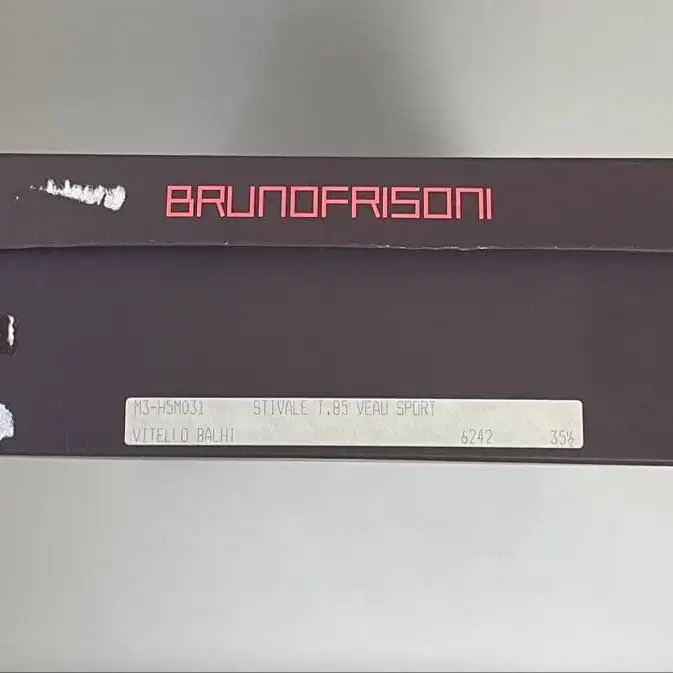 BRUNOFRISONI
M3-H5M031 STIVALE T.85 VEAU SPORT
VITELLO BALHI 6242 35½